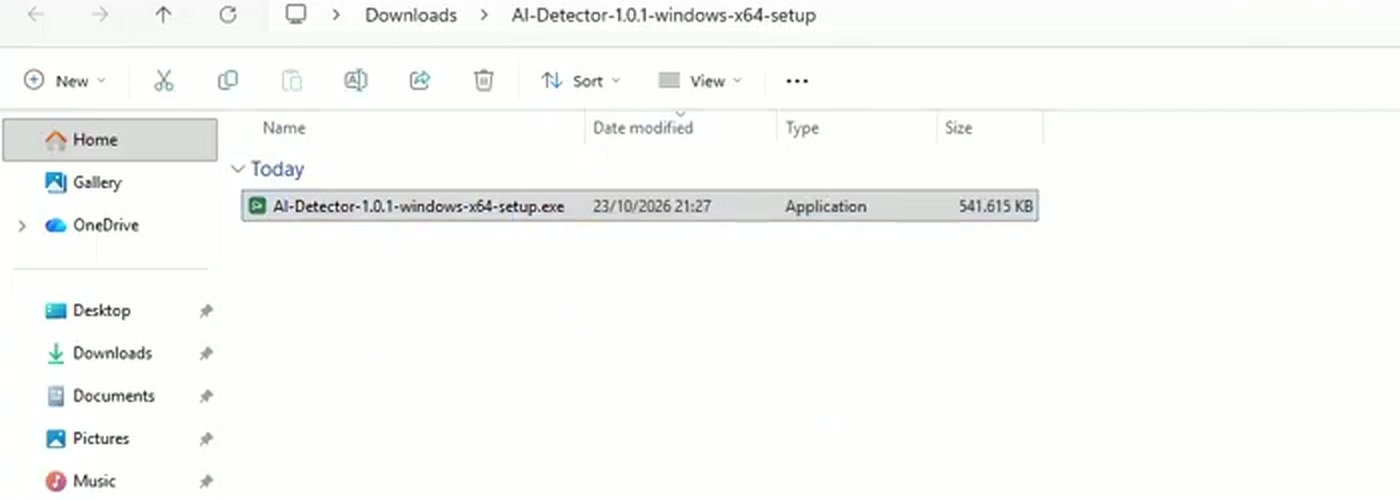 Downloads > AI-Detector-1.0.1-windows-x64-setup
New Sort View
Name Date modified Type Size
Home
Today
Gallery
AI-Detector-1.0.1-windows-x64-setup.exe 23/10/2026 21:27 Application 541.615 KB
OneDrive
Desktop
Downloads
Documents
Pictures
Music